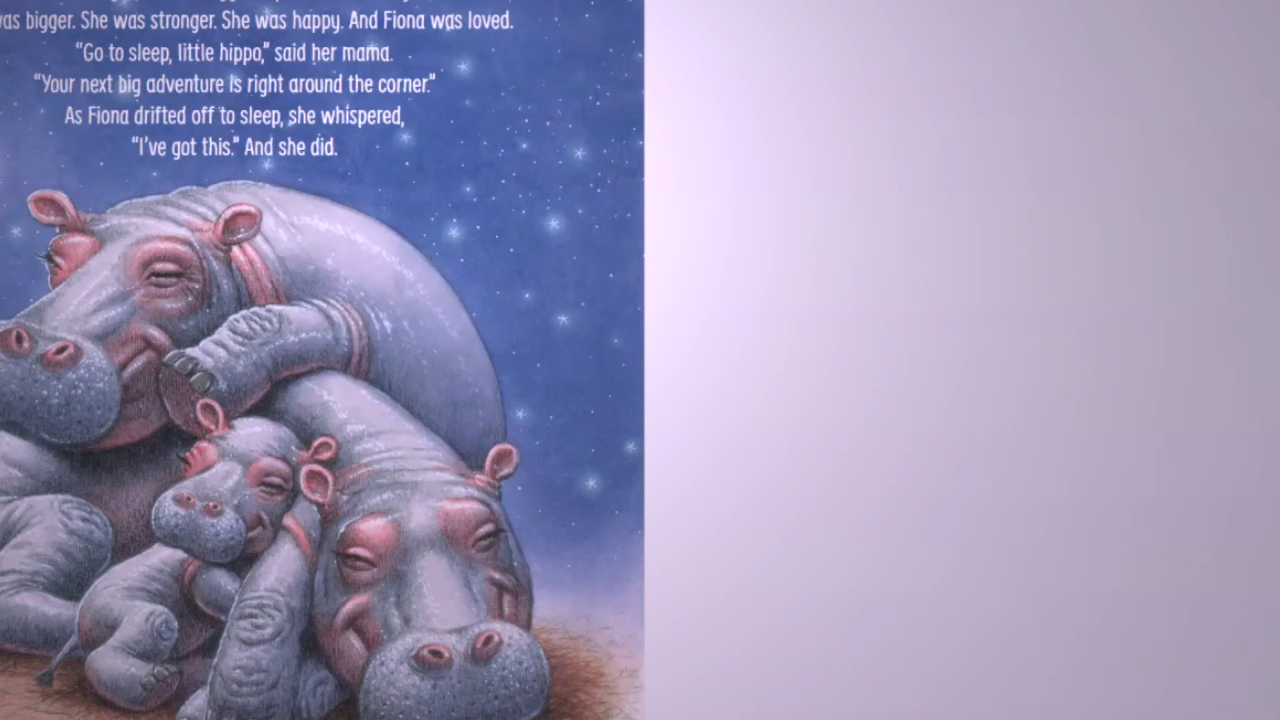 was bigger. She was stronger. She was happy. And Fiona was loved.
“Go to sleep, little hippo,” said her mama.
“Your next big adventure is right around the corner.”
As Fiona drifted off to sleep, she whispered,
“I’ve got this.” And she did.